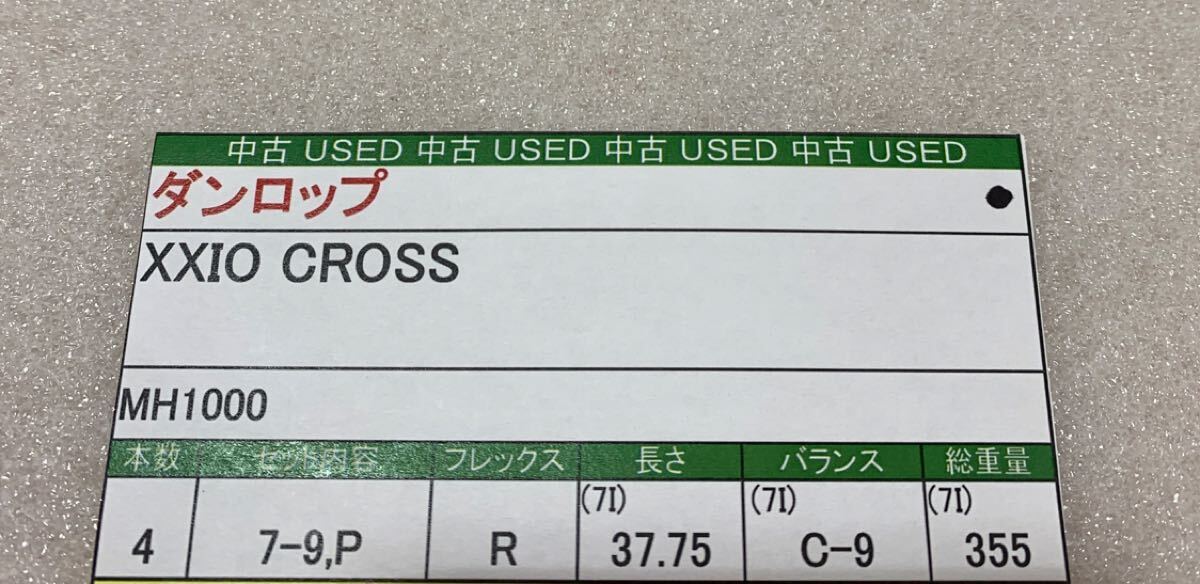 中古 USED 中古 USED 中古 USED 中古 USED
ダンロップ
XXIO CROSS
MH1000
本数 セット内容 フレックス 長さ バランス 総重量
(7I) (7I) (7I)
4 7-9,P R 37.75 C-9 355